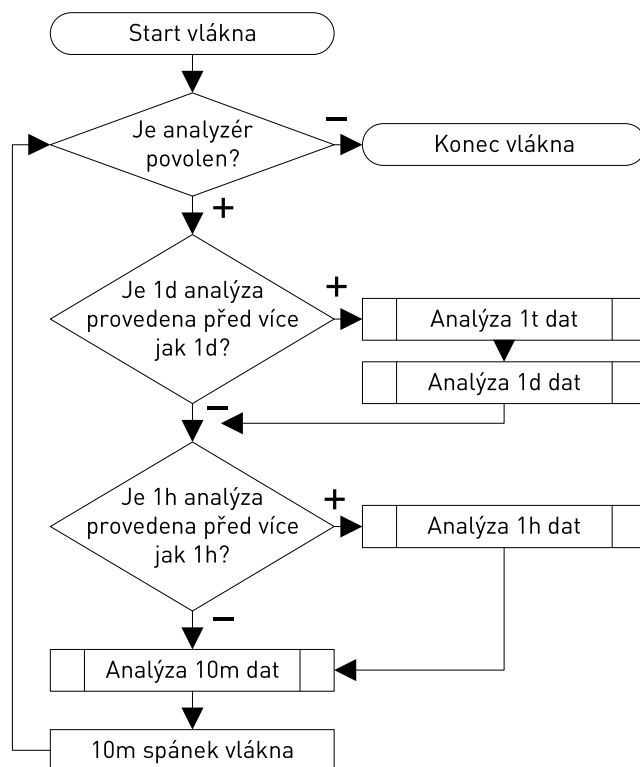 Start vlákna
Je analyzér
povolen?
−
Konec vlákna
+
Je 1d analýza
provedena před více
jak 1d?
+
Analýza 1t dat
Analýza 1d dat
−
Je 1h analýza
provedena před více
jak 1h?
+
Analýza 1h dat
−
Analýza 10m dat
10m spánek vlákna